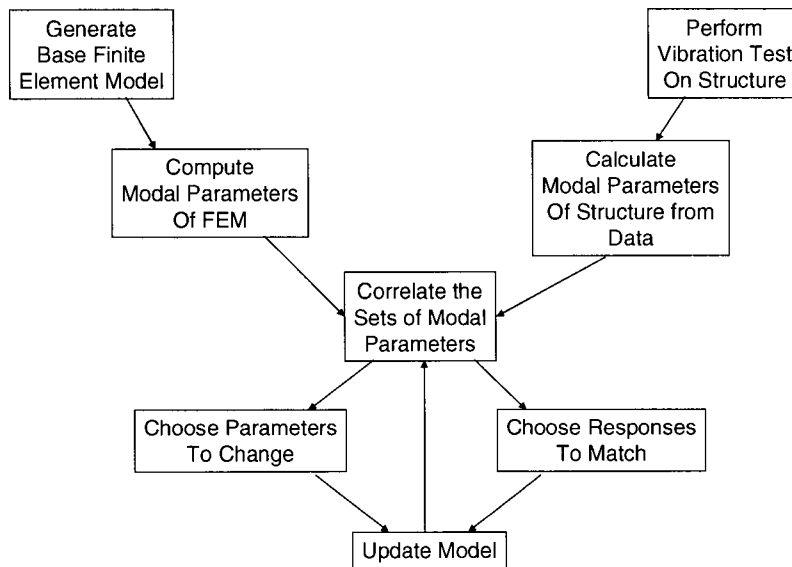 Generate
Base Finite
Element Model
Perform
Vibration Test
On Structure
Compute
Modal Parameters
Of FEM
Calculate
Modal Parameters
Of Structure from
Data
Correlate the
Sets of Modal
Parameters
Choose Parameters
To Change
Choose Responses
To Match
Update Model